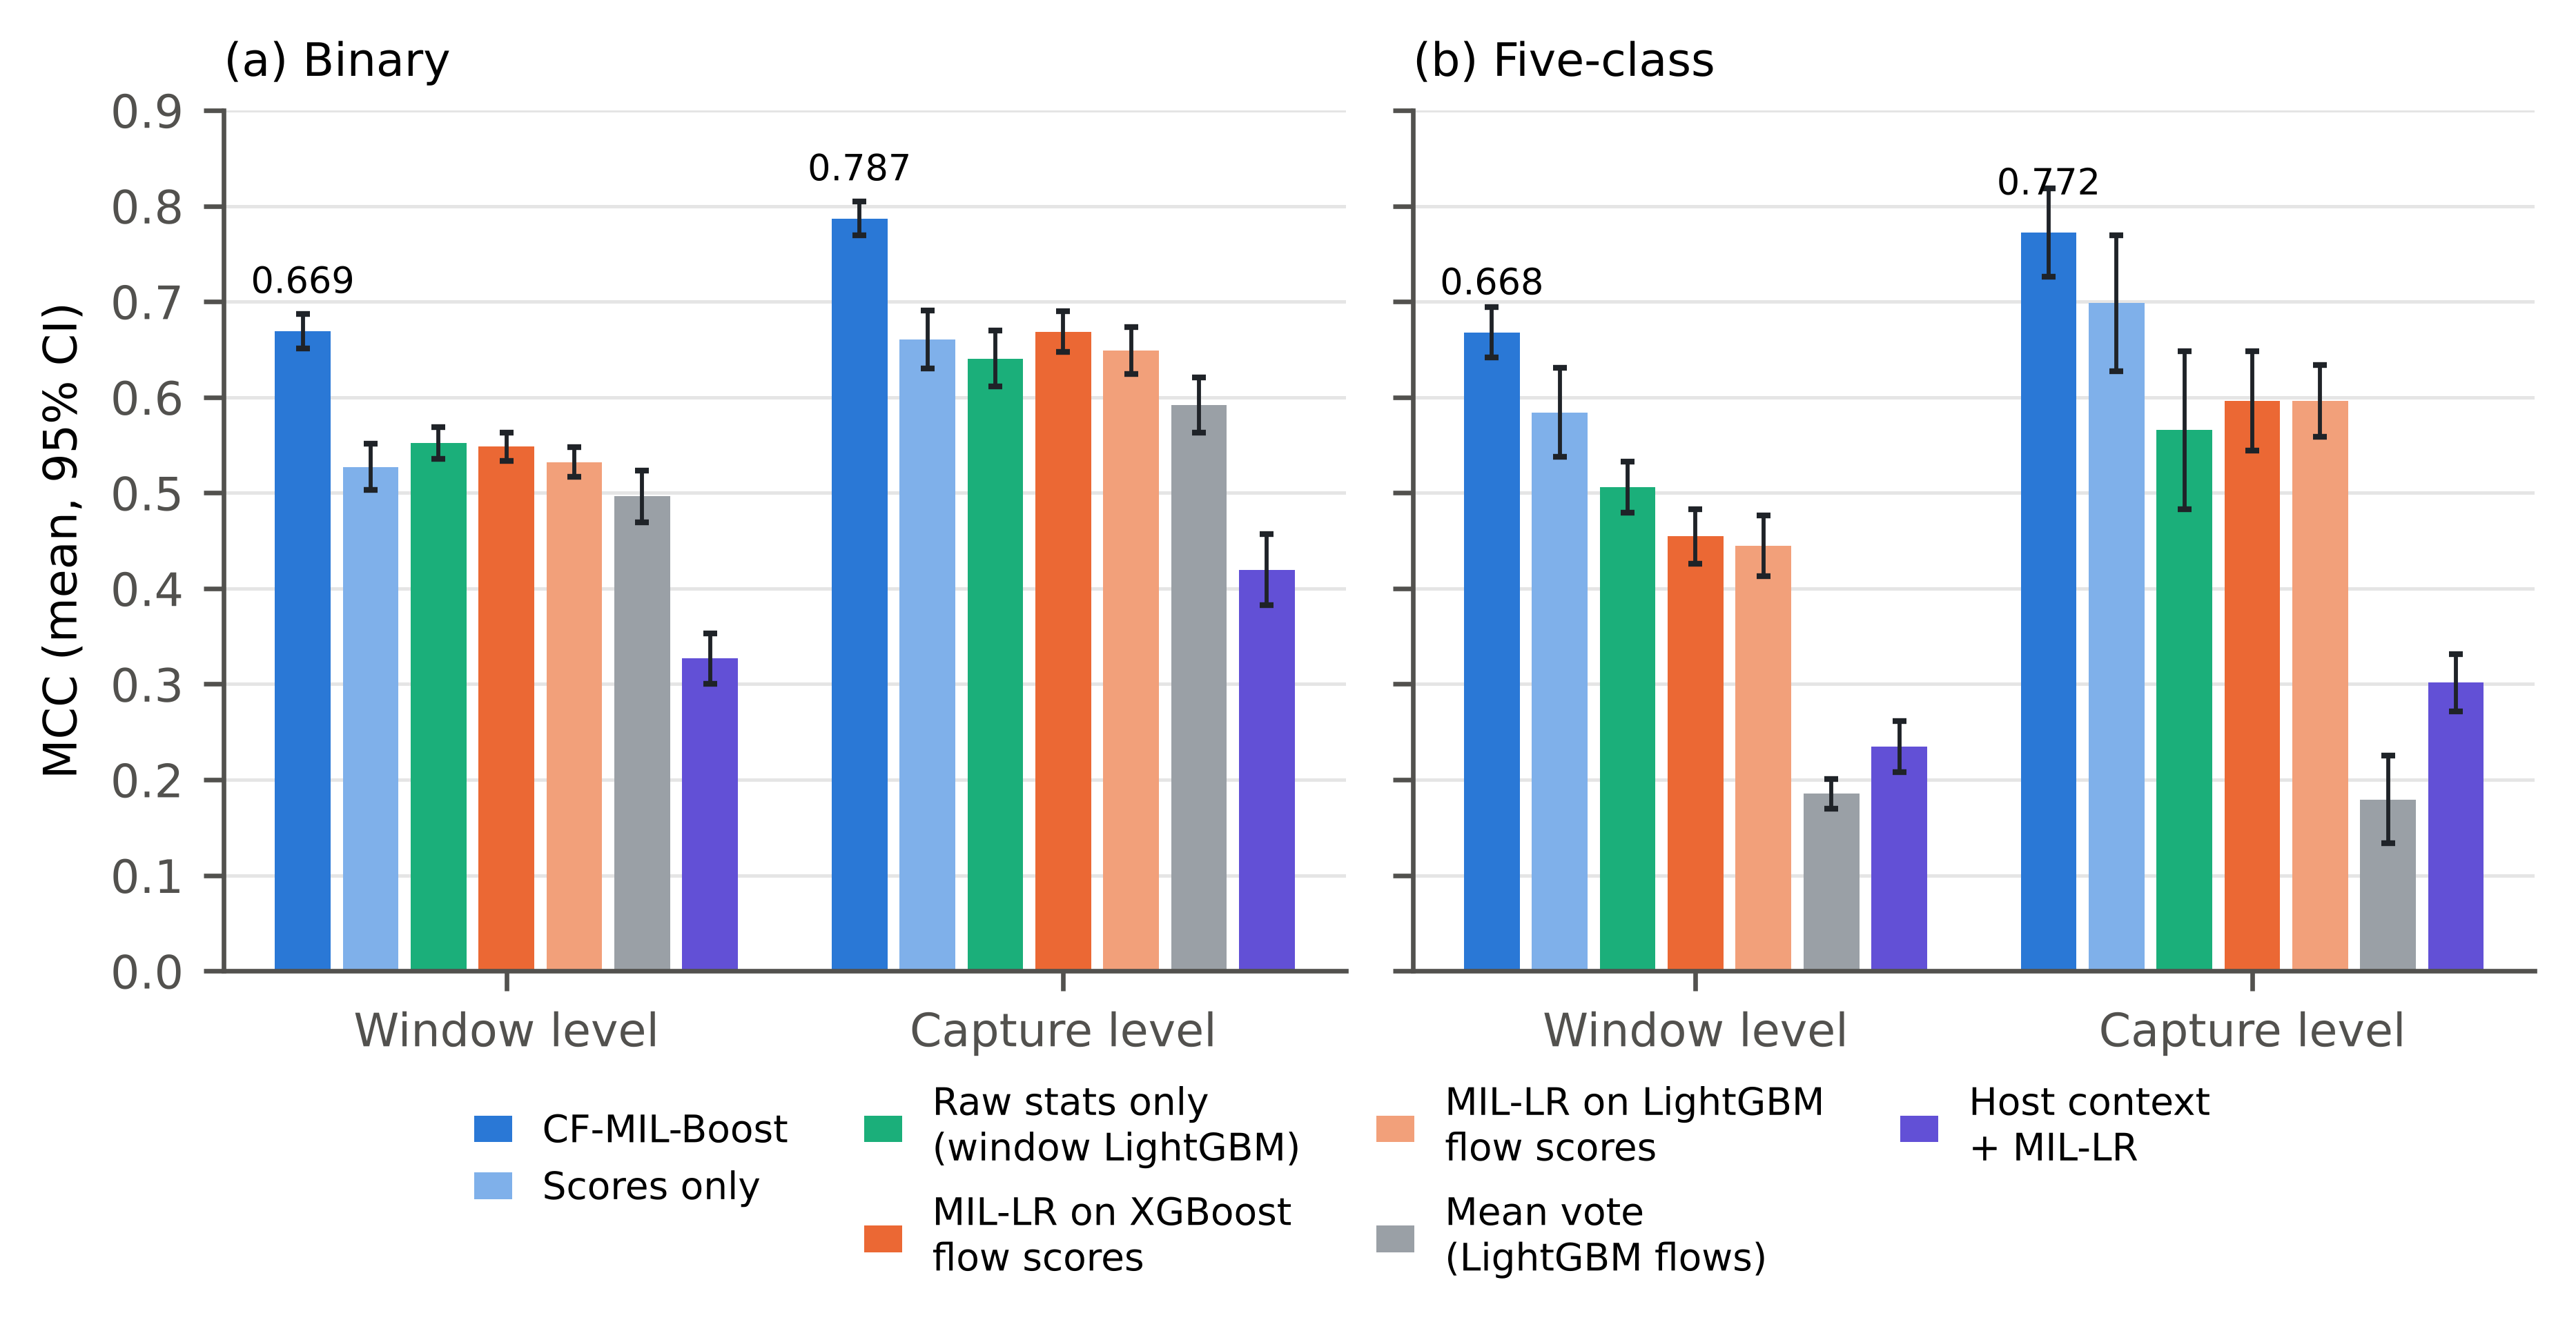 (a) Binary
(b) Five-class
MCC (mean, 95% CI)
0.9
0.8
0.7
0.6
0.5
0.4
0.3
0.2
0.1
0.0
0.669
0.787
0.668
0.772
Window level
Capture level
Window level
Capture level
CF-MIL-Boost
Scores only
Raw stats only
(window LightGBM)
MIL-LR on XGBoost
flow scores
MIL-LR on LightGBM
flow scores
Mean vote
(LightGBM flows)
Host context
+ MIL-LR